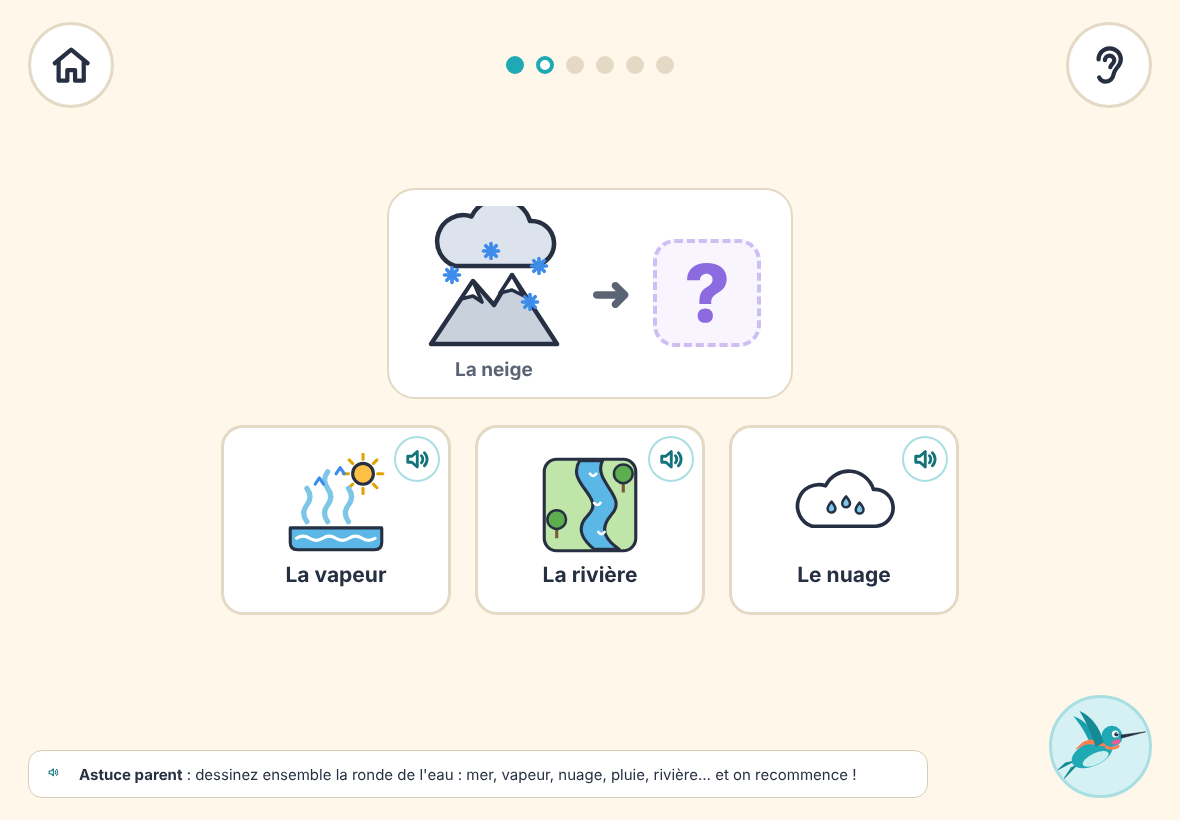 ?
La neige
La vapeur
La rivière
Le nuage
Astuce parent : dessinez ensemble la ronde de l'eau : mer, vapeur, nuage, pluie, rivière... et on recommence !